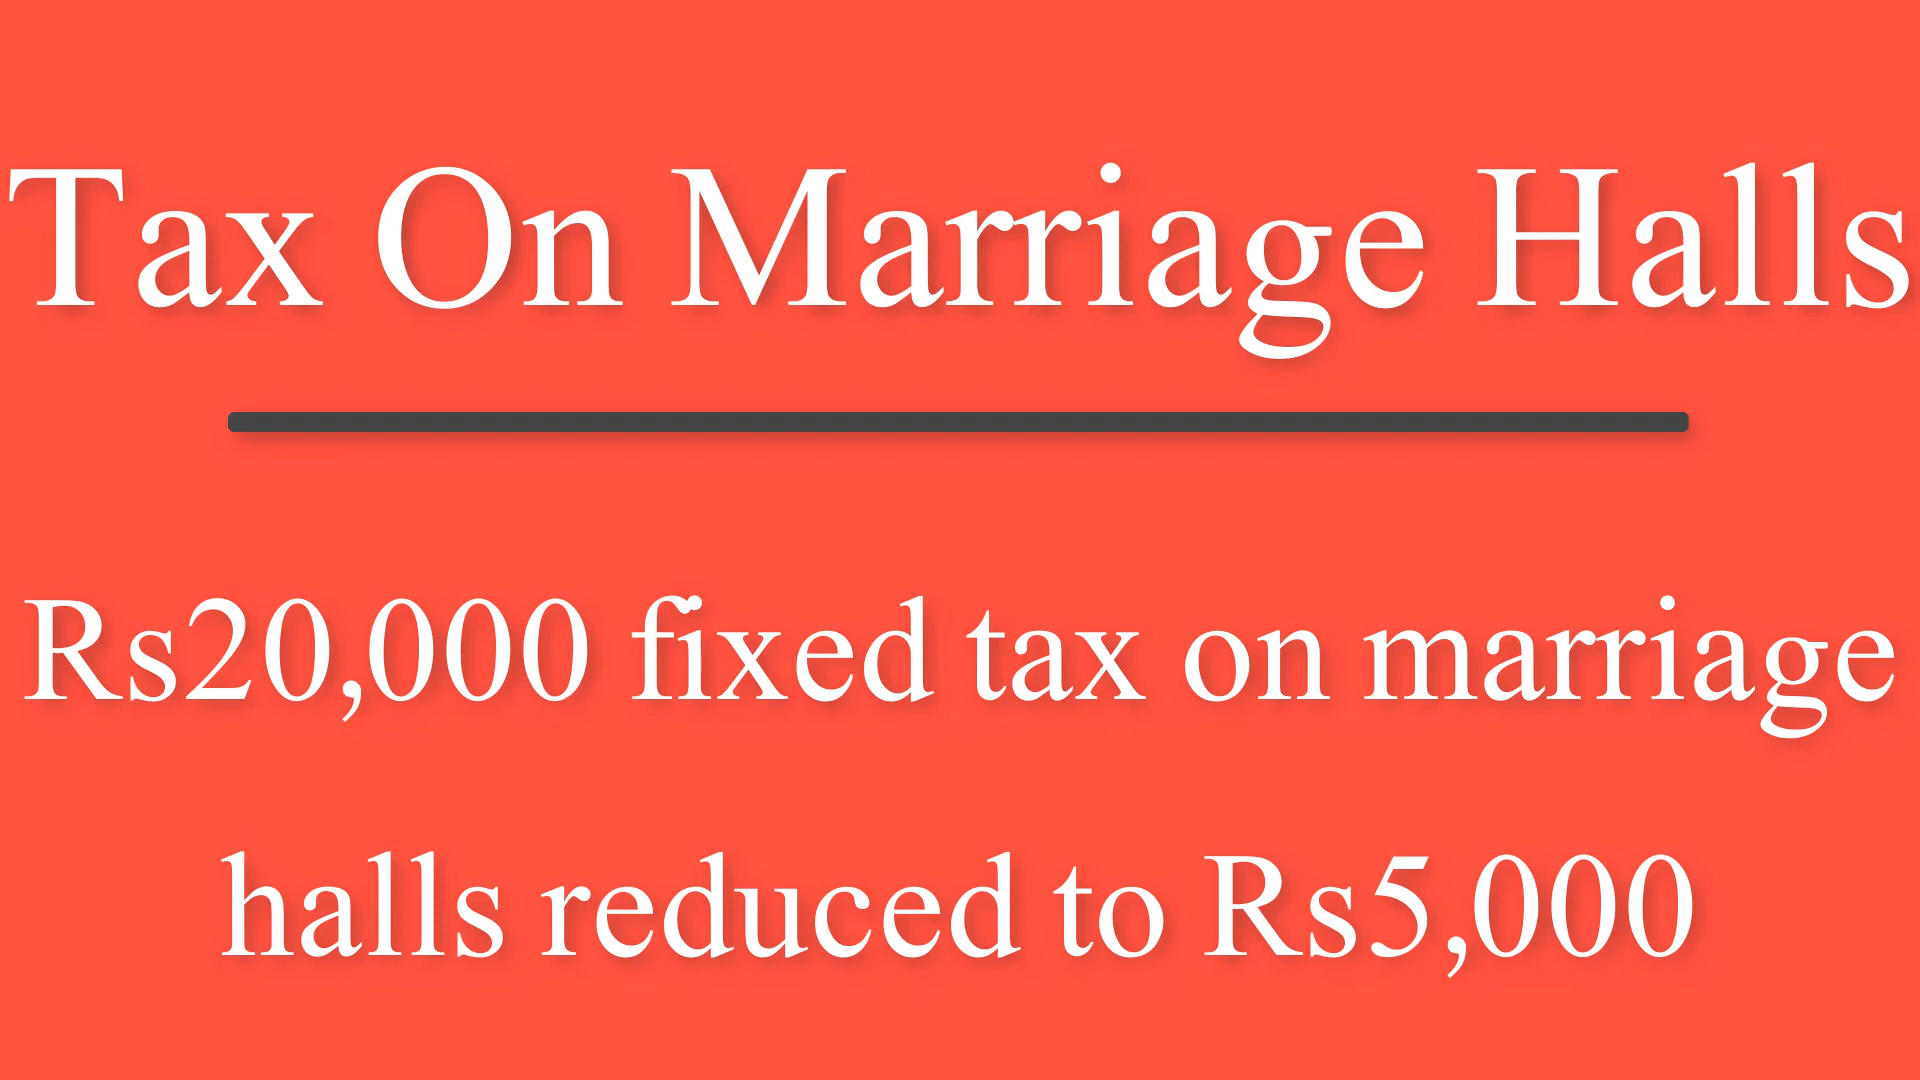 Tax On Marriage Halls
Rs20,000 fixed tax on marriage
halls reduced to Rs5,000